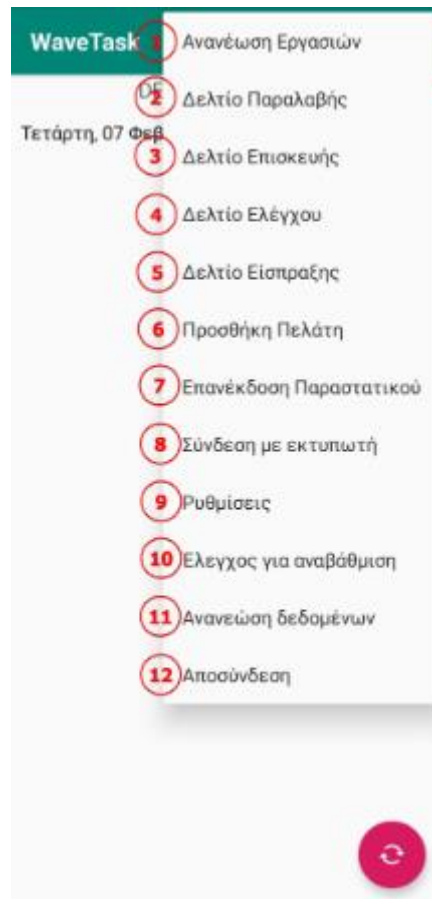 WaveTask
1 Ανανέωση Εργασιών
DE
2 Δελτίο Παραλαβής
Τετάρτη, 07 Φεβ
3 Δελτίο Επισκευής
4 Δελτίο Ελέγχου
5 Δελτίο Είσπραξης
6 Προσθήκη Πελάτη
7 Επανέκδοση Παραστατικού
8 Σύνδεση με εκτυπωτή
9 Ρυθμίσεις
10 Ελεγχος για αναβάθμιση
11 Ανανεώση δεδομένων
12 Αποσύνδεση